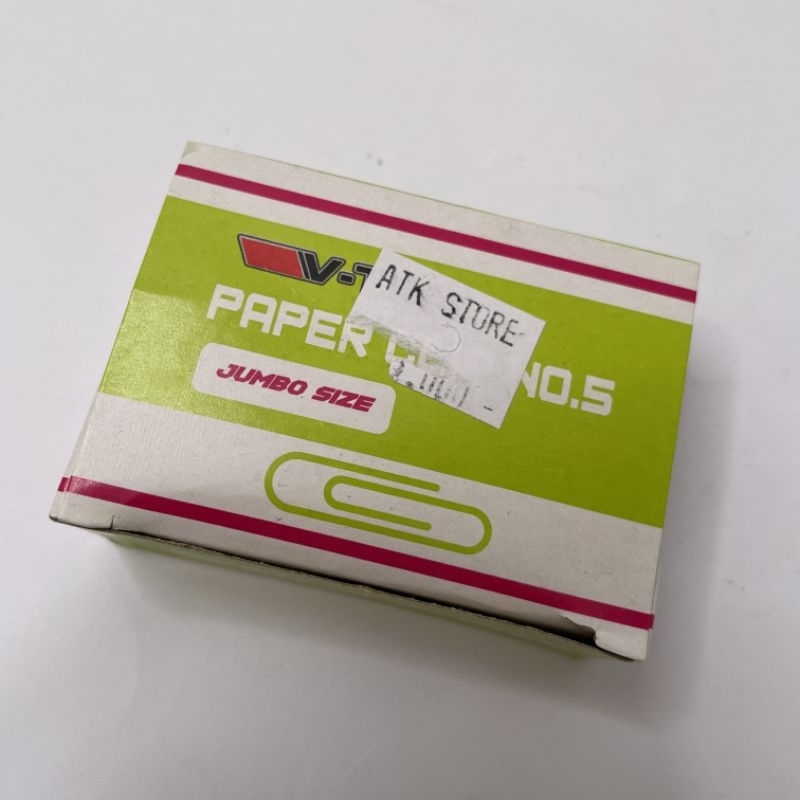 ATK STORE
PAPER NO.5
JUMBO SIZE